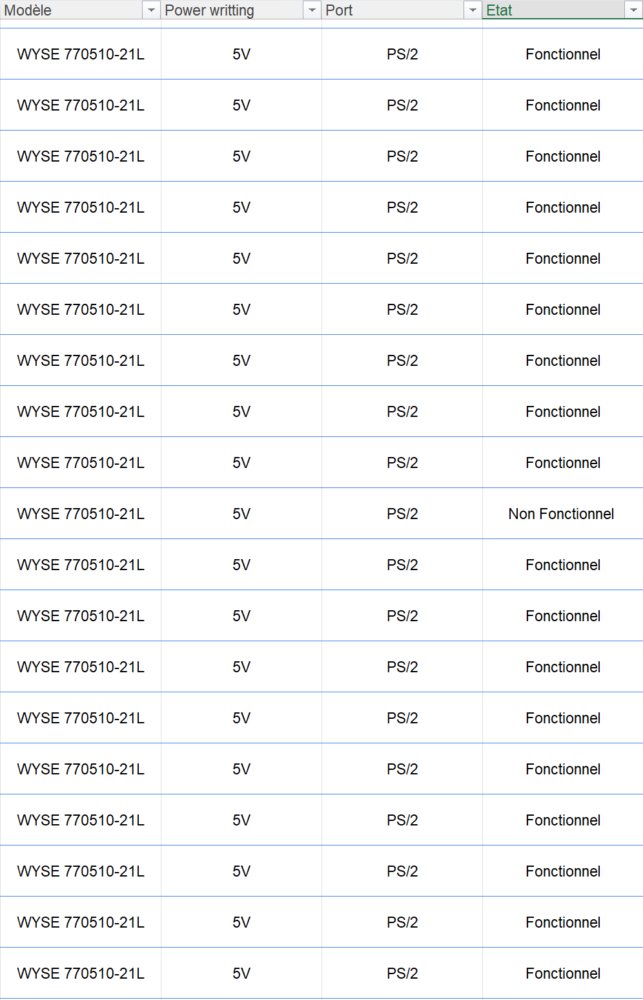 Modèle Power writting Port Etat
WYSE 770510-21L 5V PS/2 Fonctionnel
WYSE 770510-21L 5V PS/2 Fonctionnel
WYSE 770510-21L 5V PS/2 Fonctionnel
WYSE 770510-21L 5V PS/2 Fonctionnel
WYSE 770510-21L 5V PS/2 Fonctionnel
WYSE 770510-21L 5V PS/2 Fonctionnel
WYSE 770510-21L 5V PS/2 Fonctionnel
WYSE 770510-21L 5V PS/2 Fonctionnel
WYSE 770510-21L 5V PS/2 Fonctionnel
WYSE 770510-21L 5V PS/2 Non Fonctionnel
WYSE 770510-21L 5V PS/2 Fonctionnel
WYSE 770510-21L 5V PS/2 Fonctionnel
WYSE 770510-21L 5V PS/2 Fonctionnel
WYSE 770510-21L 5V PS/2 Fonctionnel
WYSE 770510-21L 5V PS/2 Fonctionnel
WYSE 770510-21L 5V PS/2 Fonctionnel
WYSE 770510-21L 5V PS/2 Fonctionnel
WYSE 770510-21L 5V PS/2 Fonctionnel
WYSE 770510-21L 5V PS/2 Fonctionnel